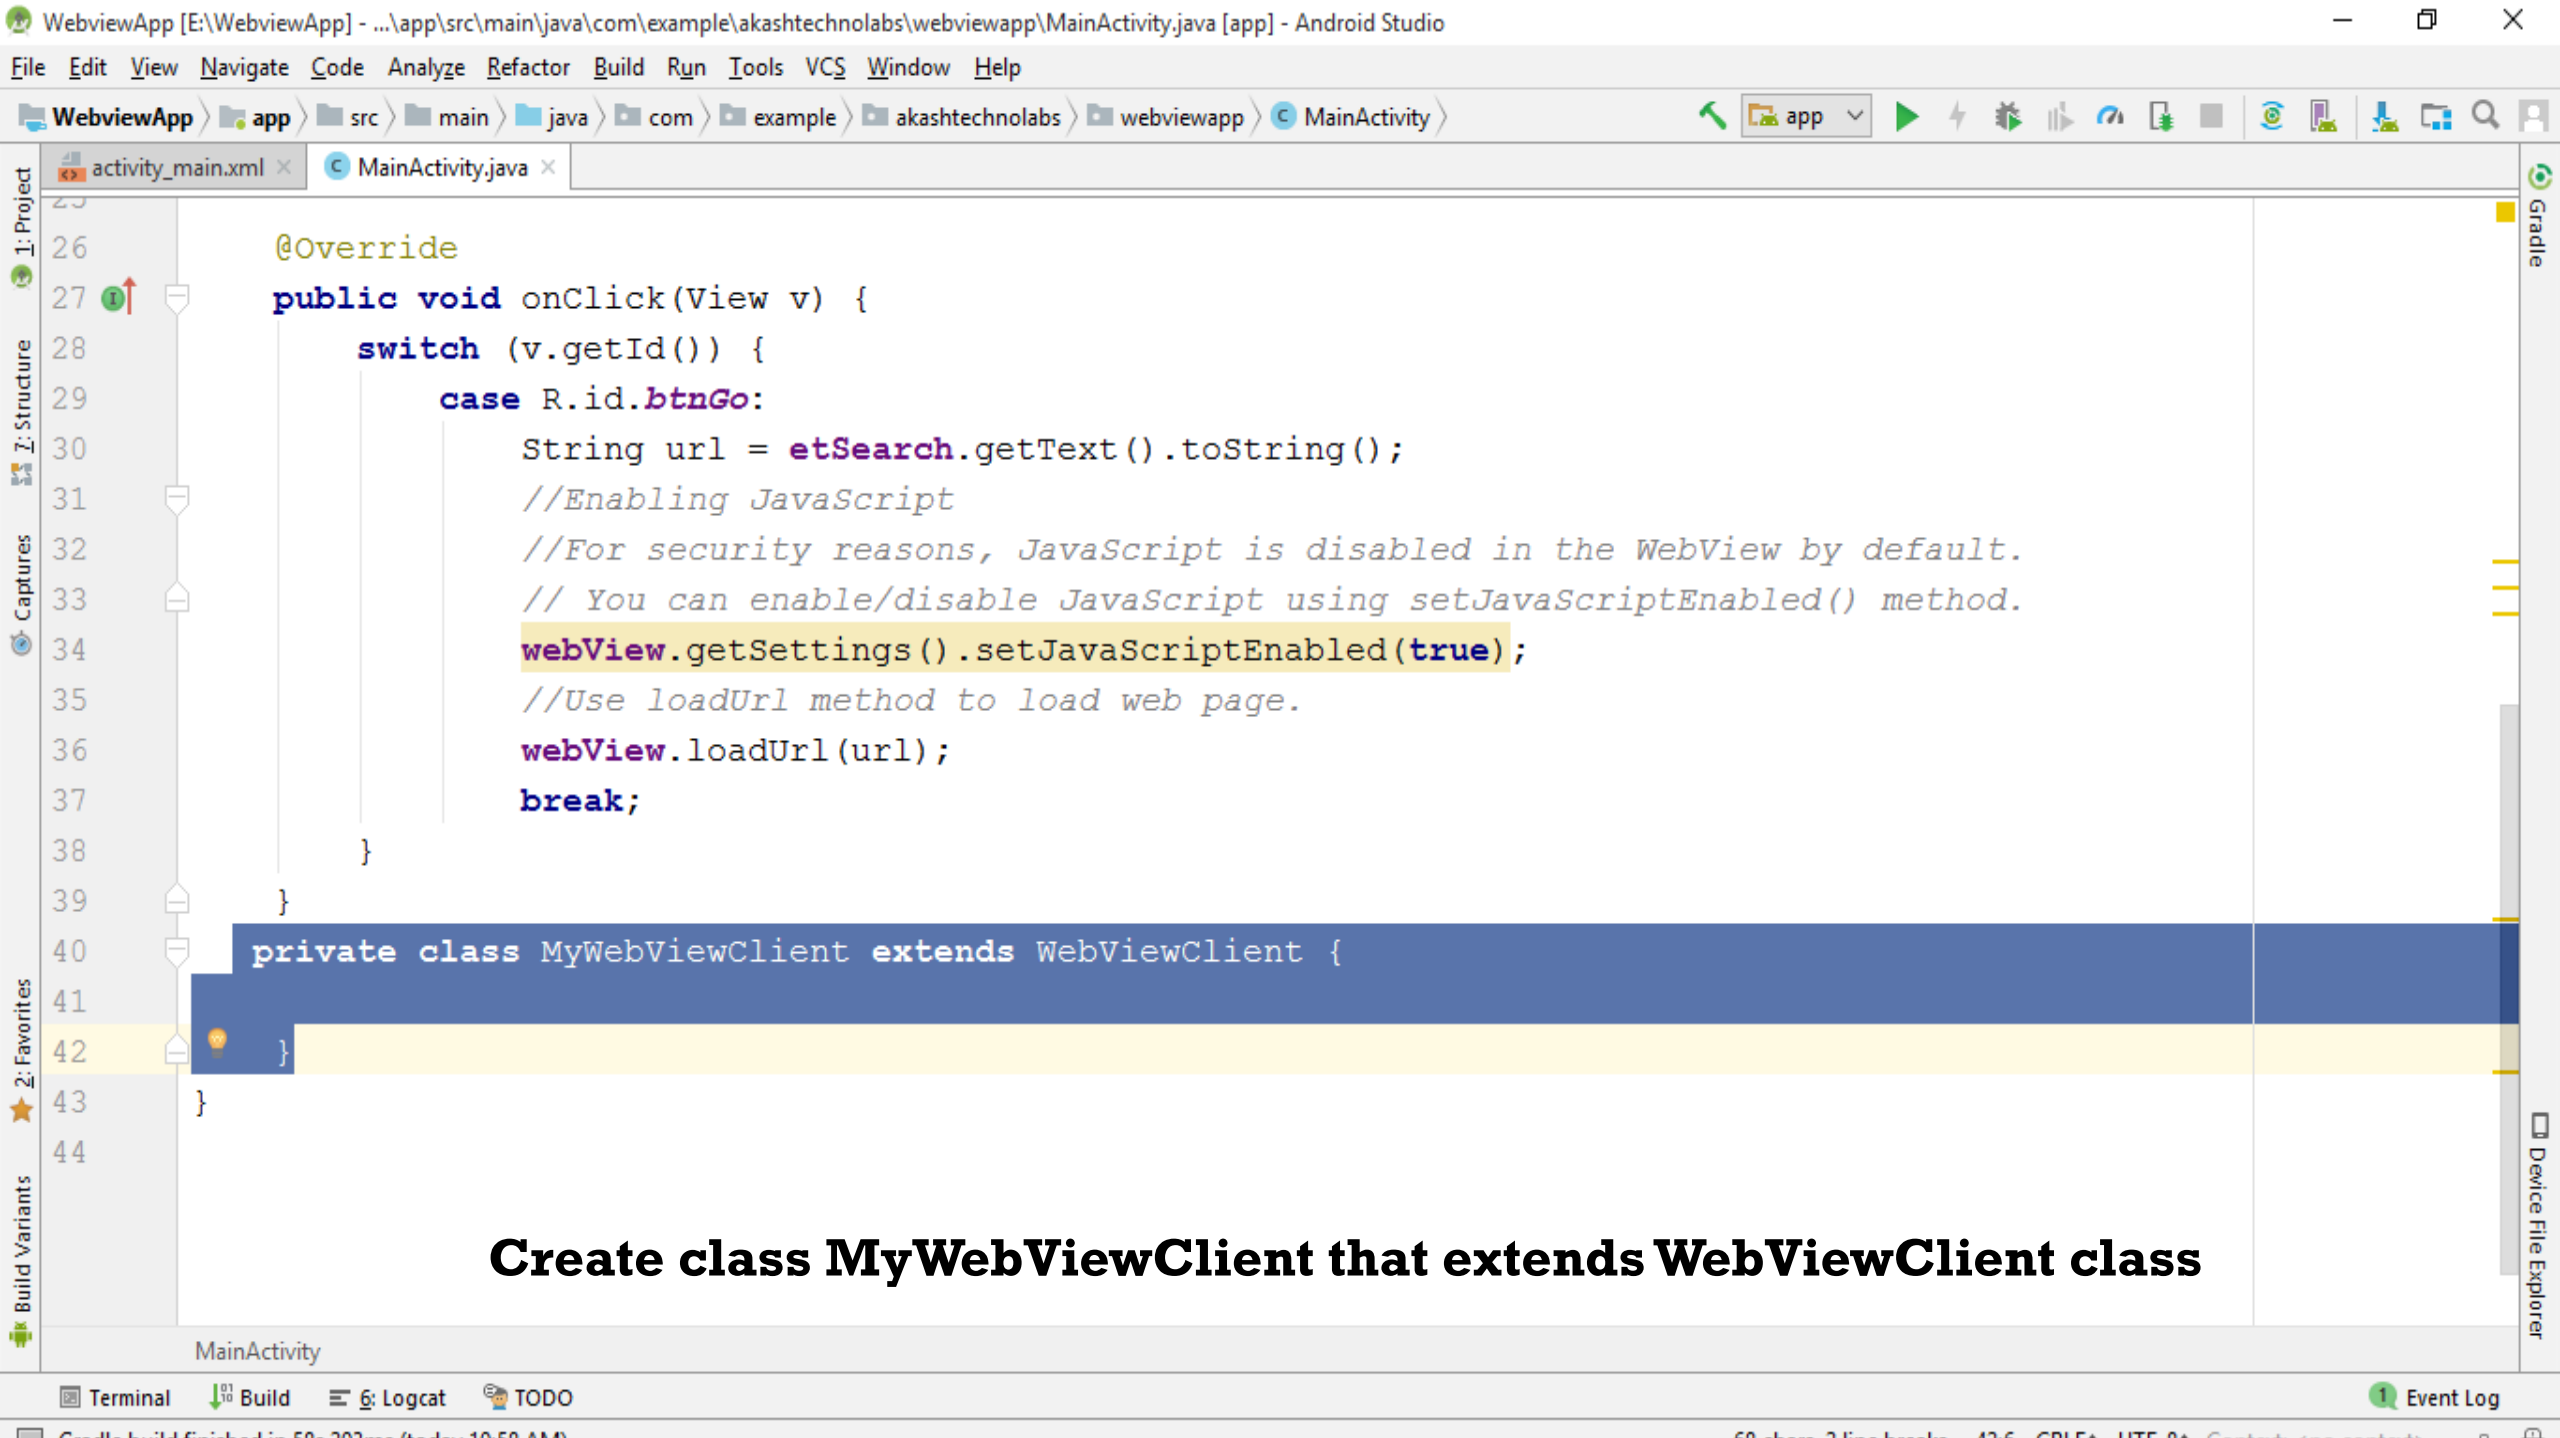 WebviewApp [E:\WebviewApp] - ...\app\src\main\java\com\example\akashtechnolabs\webviewapp\MainActivity.java [app] - Android Studio
File Edit View Navigate Code Analyze Refactor Build Run Tools VCS Window Help
WebviewApp app src main java com example akashtechnolabs webviewapp MainActivity app
activity_main.xml MainActivity.java
1: Project
7: Structure
Captures
2: Favorites
Build Variants
25
26 @Override
27 public void onClick(View v) {
28 switch (v.getId()) {
29 case R.id.btnGo:
30 String url = etSearch.getText().toString();
31 //Enabling JavaScript
32 //For security reasons, JavaScript is disabled in the WebView by default.
33 // You can enable/disable JavaScript using setJavaScriptEnabled() method.
34 webView.getSettings().setJavaScriptEnabled(true);
35 //Use loadUrl method to load web page.
36 webView.loadUrl(url);
37 break;
38 }
39 }
40 private class MyWebViewClient extends WebViewClient {
41
42 }
43 }
44
Create class MyWebViewClient that extends WebViewClient class
Gradle
Device File Explorer
MainActivity
Terminal Build 6: Logcat TODO 1 Event Log